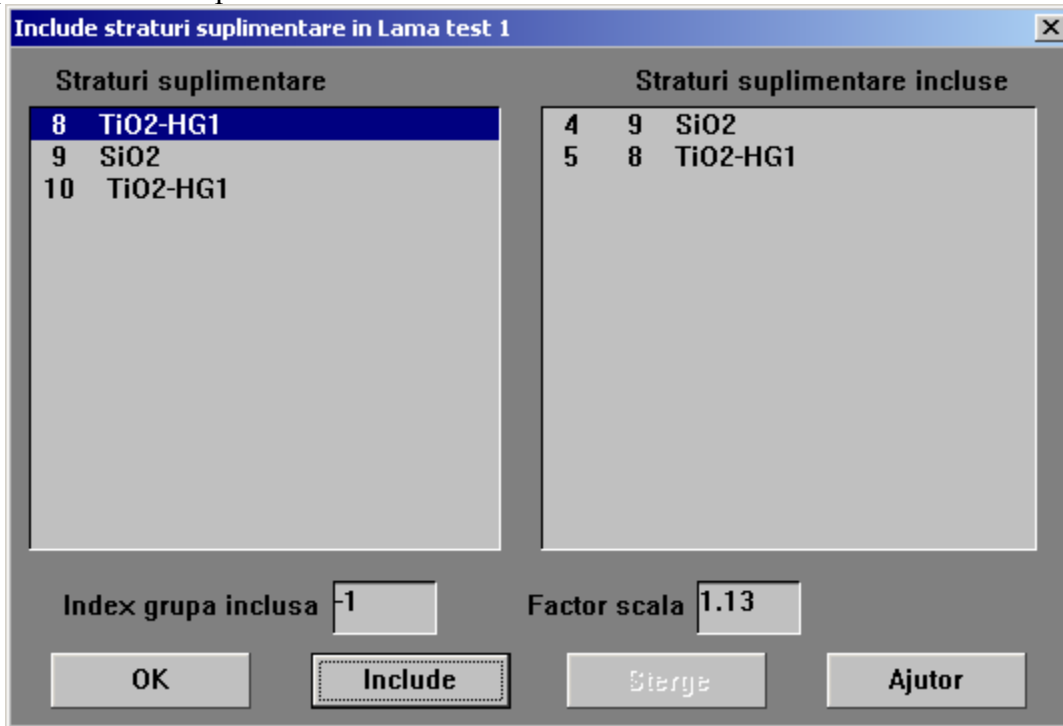 Include straturi suplimentare in Lama test 1
Straturi suplimentare
Straturi suplimentare incluse
8 TiO2-HG1
9 SiO2
10 TiO2-HG1
4 9 SiO2
5 8 TiO2-HG1
Index grupa inclusa -1
Factor scala 1.13
OK Include Sterge Ajutor